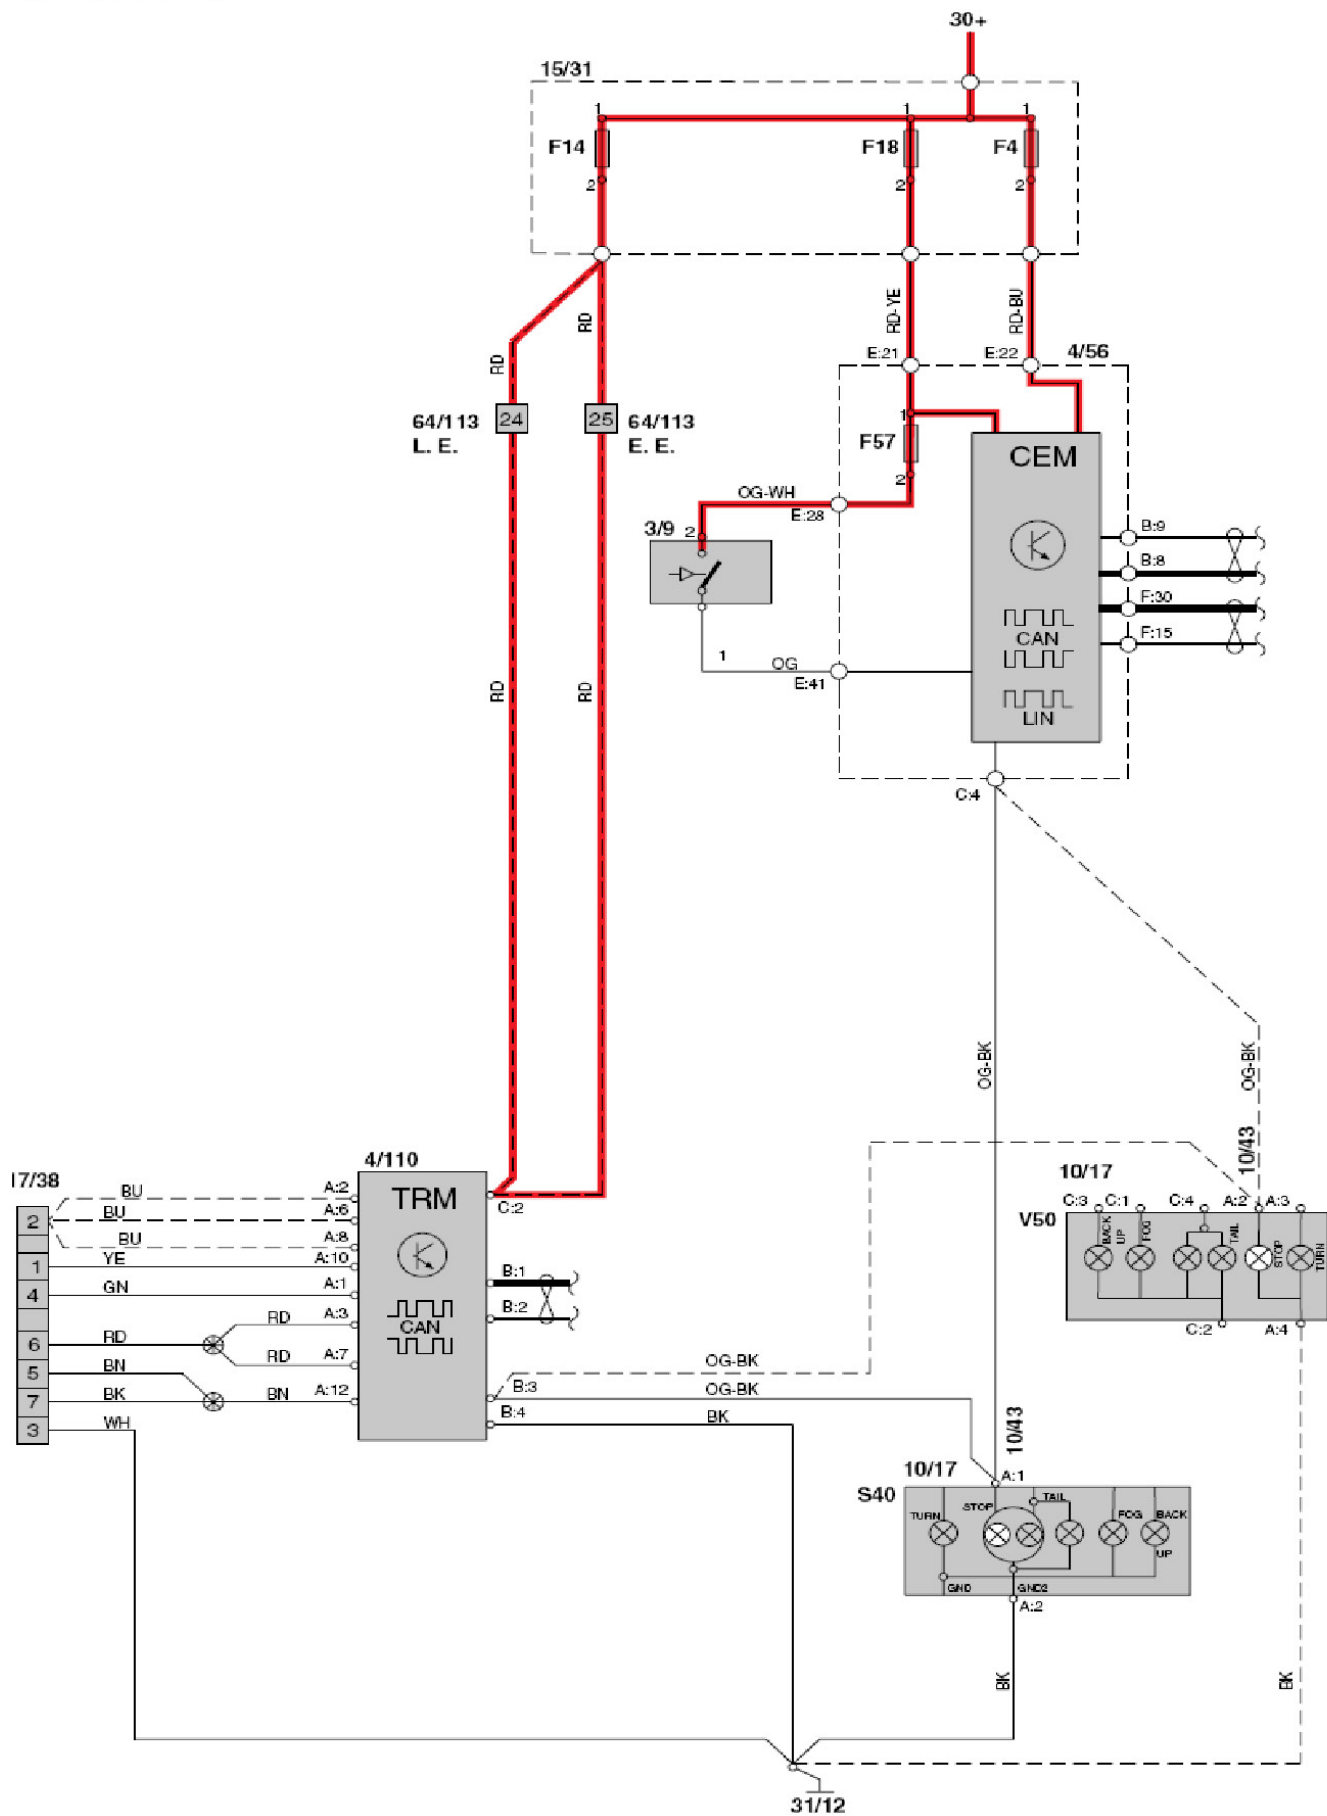 30+
15/31
1
1
1
F14
F18
F4
2
2
2
RD
RD-YE
RD-BU
RD
E:21
E:22
4/56
64/113
L. E.
24
25
64/113
E. E.
1
F57
2
CEM
OG-WH
E:28
3/9
2
B:9
B:8
F:30
F:15
CAN
1
OG
E:41
LIN
RD
RD
C:4
OG-BK
OG-BK
10/43
10/17
V50
C:3
C:1
C:4
A:2
A:3
BACK
UP
FOG
TAIL
STOP
TURN
C:2
A:4
4/110
TRM
C:2
17/38
2
BU
A:2
BU
A:6
BU
A:8
1
YE
A:10
4
GN
A:1
B:1
B:2
CAN
RD
A:3
6
RD
RD
A:7
5
BN
7
BK
BN
A:12
3
WH
OG-BK
B:3
OG-BK
B:4
BK
10/43
10/17
A:1
S40
TURN
STOP
TAIL
FOG
BACK
UP
GND
GND2
A:2
BK
BK
31/12